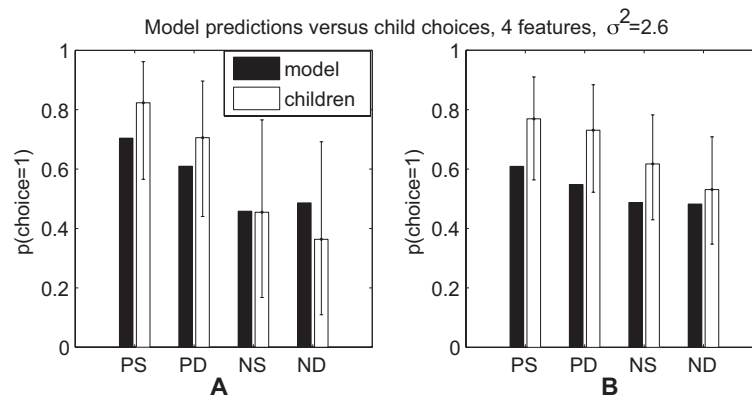 Model predictions versus child choices, 4 features, σ²=2.6
p(choice=1)
1
0.8
0.6
0.4
0.2
0
model
children
PS PD NS ND
A
p(choice=1)
1
0.8
0.6
0.4
0.2
0
PS PD NS ND
B